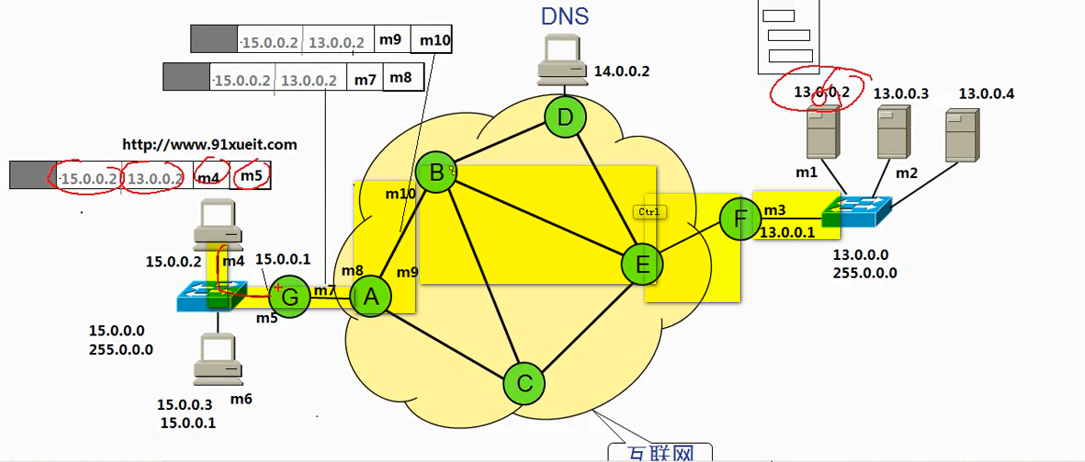 DNS
·15.0.0.2 13.0.0.2 m9 m10
·15.0.0.2 13.0.0.2 m7 m8
14.0.0.2
13.0.0.2 13.0.0.3 13.0.0.4
http://www.91xueit.com
·15.0.0.2 13.0.0.2 m4 m5
D
B
m1 m2
m10
Ctrl
F
m3
13.0.0.1
15.0.0.2 m4
15.0.0.1
m8 m9
E
13.0.0.0
255.0.0.0
G
m7
A
m5
15.0.0.0
255.0.0.0
C
m6
15.0.0.3
15.0.0.1
互联网